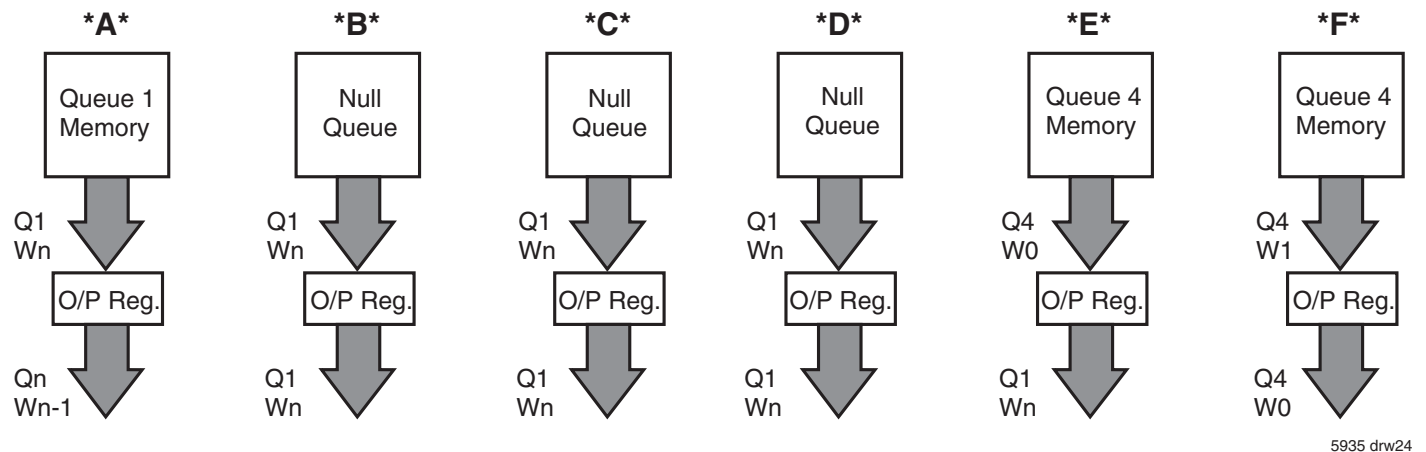 *A*
*B*
*C*
*D*
*E*
*F*
Queue 1
Memory
Null
Queue
Null
Queue
Null
Queue
Queue 4
Memory
Queue 4
Memory
Q1
Wn
Q1
Wn
Q1
Wn
Q1
Wn
Q4
W0
Q4
W1
O/P Reg.
O/P Reg.
O/P Reg.
O/P Reg.
O/P Reg.
O/P Reg.
Qn
Wn-1
Q1
Wn
Q1
Wn
Q1
Wn
Q1
Wn
Q4
W0
5935 drw24